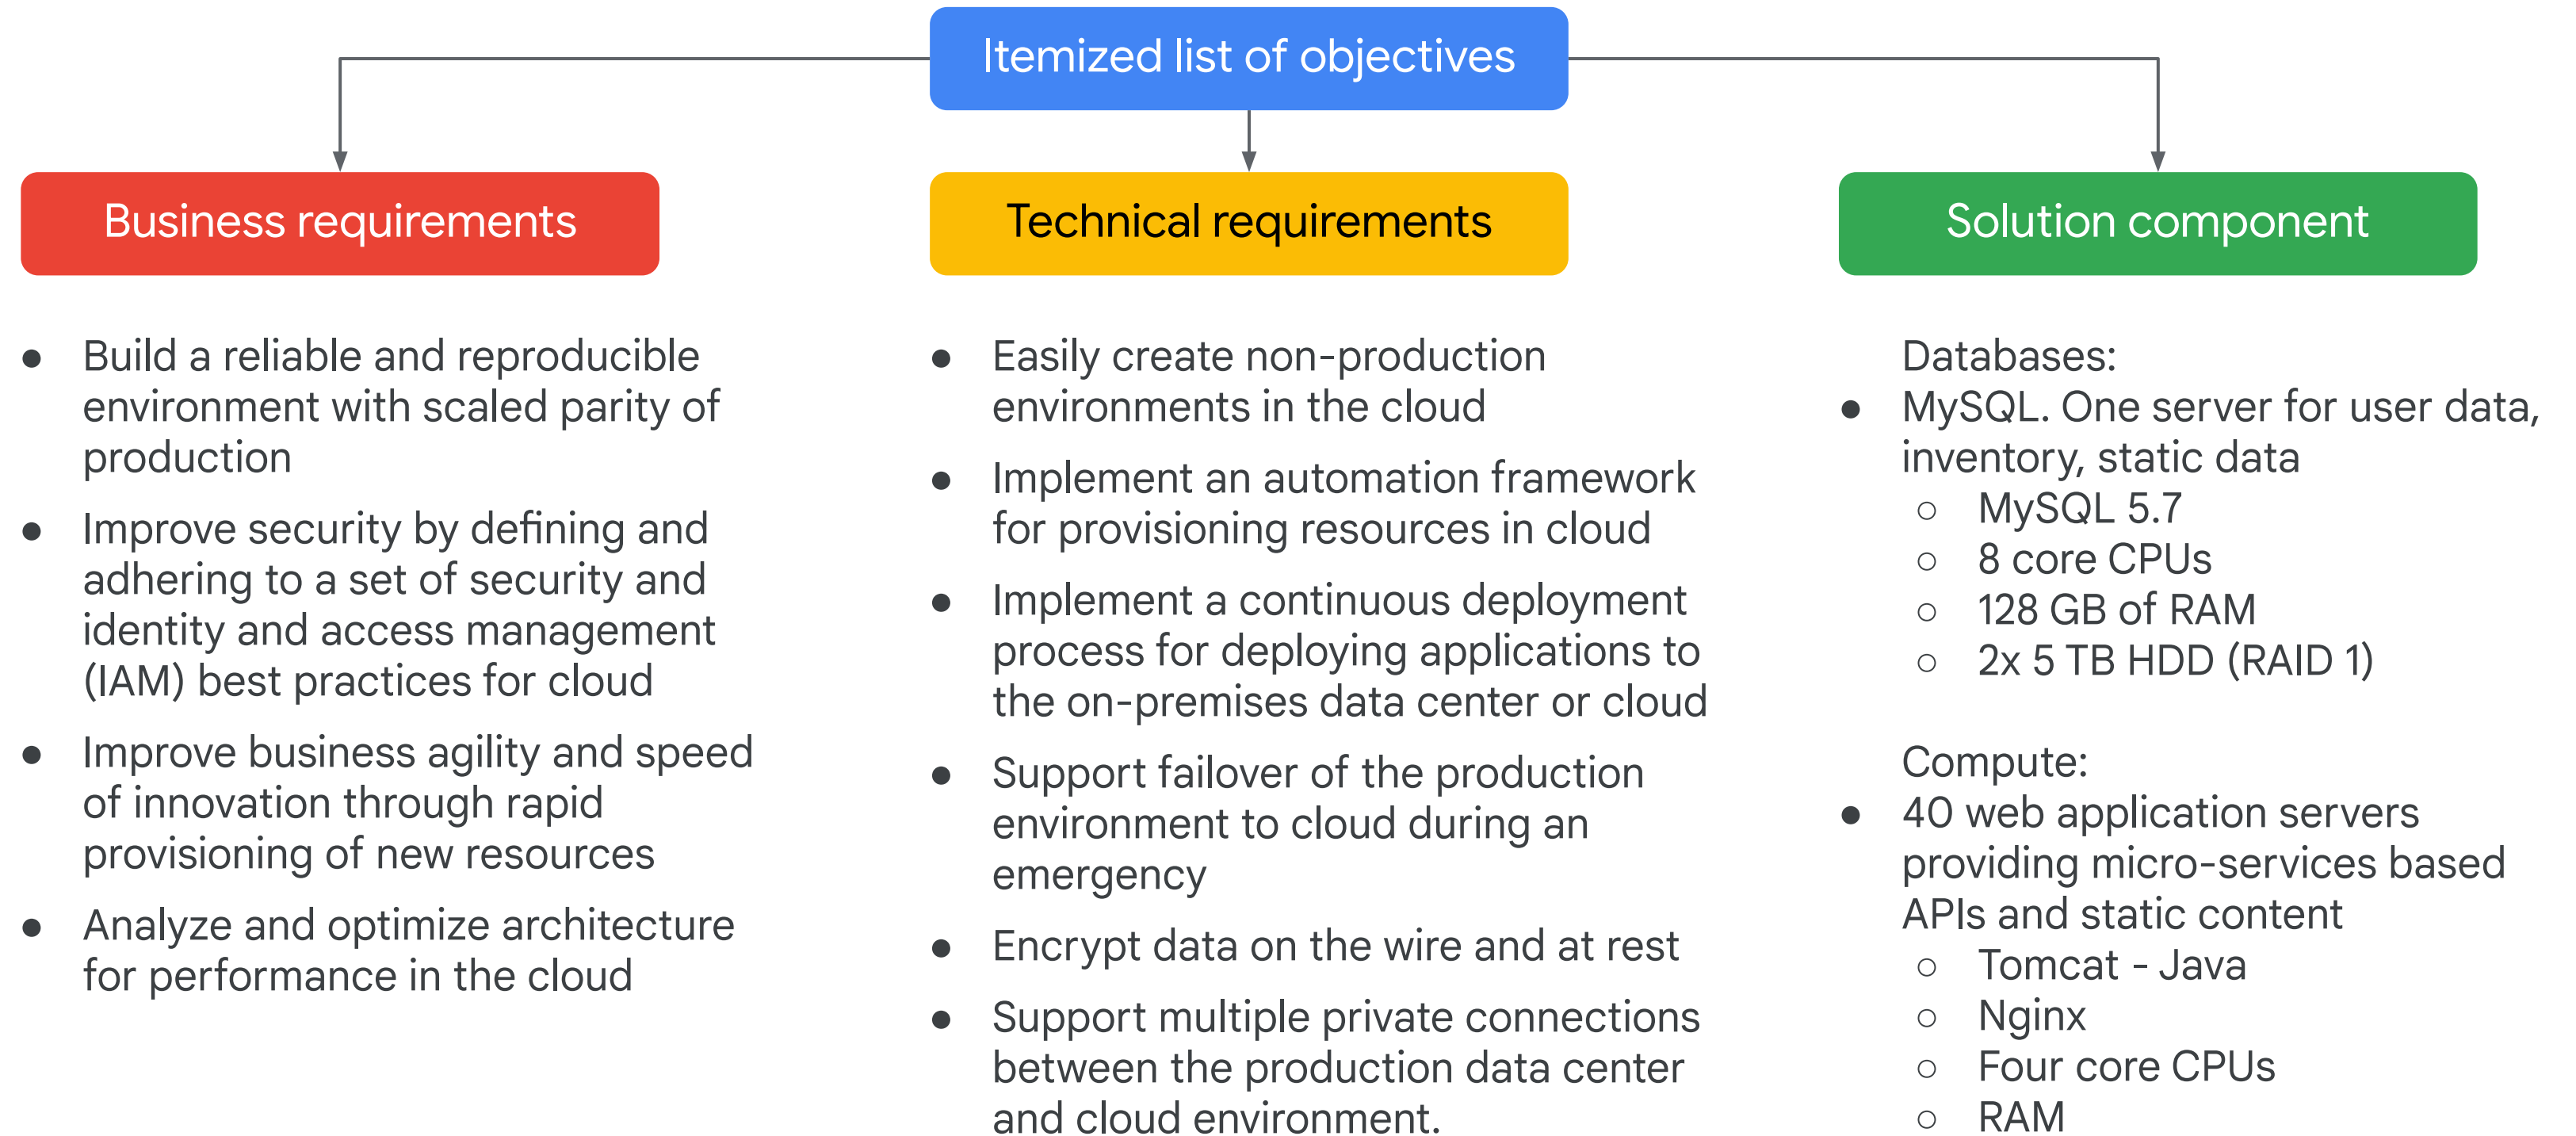 Itemized list of objectives
Business requirements
● Build a reliable and reproducible
environment with scaled parity of
production
● Improve security by defining and
adhering to a set of security and
identity and access management
(IAM) best practices for cloud
● Improve business agility and speed
of innovation through rapid
provisioning of new resources
● Analyze and optimize architecture
for performance in the cloud
Technical requirements
● Easily create non-production
environments in the cloud
● Implement an automation framework
for provisioning resources in cloud
● Implement a continuous deployment
process for deploying applications to
the on-premises data center or cloud
● Support failover of the production
environment to cloud during an
emergency
● Encrypt data on the wire and at rest
● Support multiple private connections
between the production data center
and cloud environment.
Solution component
Databases:
● MySQL. One server for user data,
inventory, static data
○ MySQL 5.7
○ 8 core CPUs
○ 128 GB of RAM
○ 2x 5 TB HDD (RAID 1)
Compute:
● 40 web application servers
providing micro-services based
APIs and static content
○ Tomcat - Java
○ Nginx
○ Four core CPUs
○ RAM